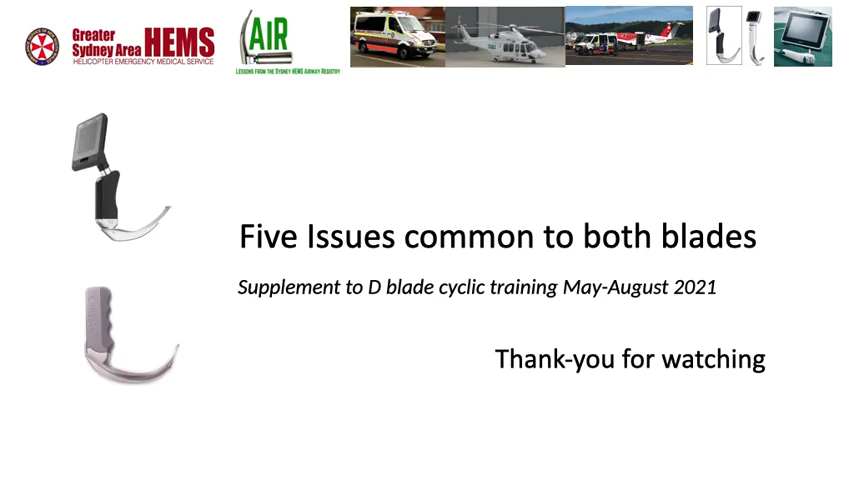 Greater
Sydney Area HEMS
HELICOPTER EMERGENCY MEDICAL SERVICE
AIR
LESSONS FROM THE SYDNEY HEMS AIRWAY REGISTRY
Five Issues common to both blades
Supplement to D blade cyclic training May-August 2021
Thank-you for watching